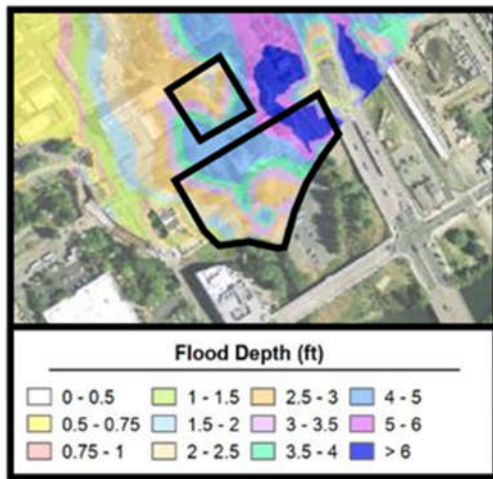 Flood Depth (ft)
0 - 0.5 1 - 1.5 2.5 - 3 4 - 5
0.5 - 0.75 1.5 - 2 3 - 3.5 5 - 6
0.75 - 1 2 - 2.5 3.5 - 4 > 6